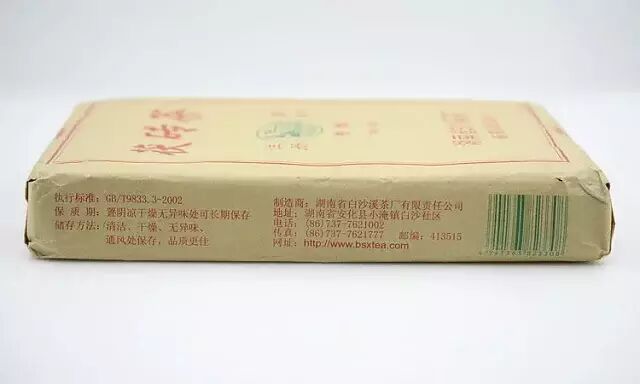 茯砖茶
执行标准: GB/T9833.3-2002
保 质 期: 置阴凉干燥无异味处可长期保存
储存方法: 清洁、干燥、无异味、
通风处保存，品质更佳
制造商: 湖南省白沙溪茶厂有限责任公司
地址: 湖南省安化县小淹镇白沙社区
电话: (86)737-7621002
传真: (86)737-7621777 邮编: 413515
网址: http://www.bsxtea.com